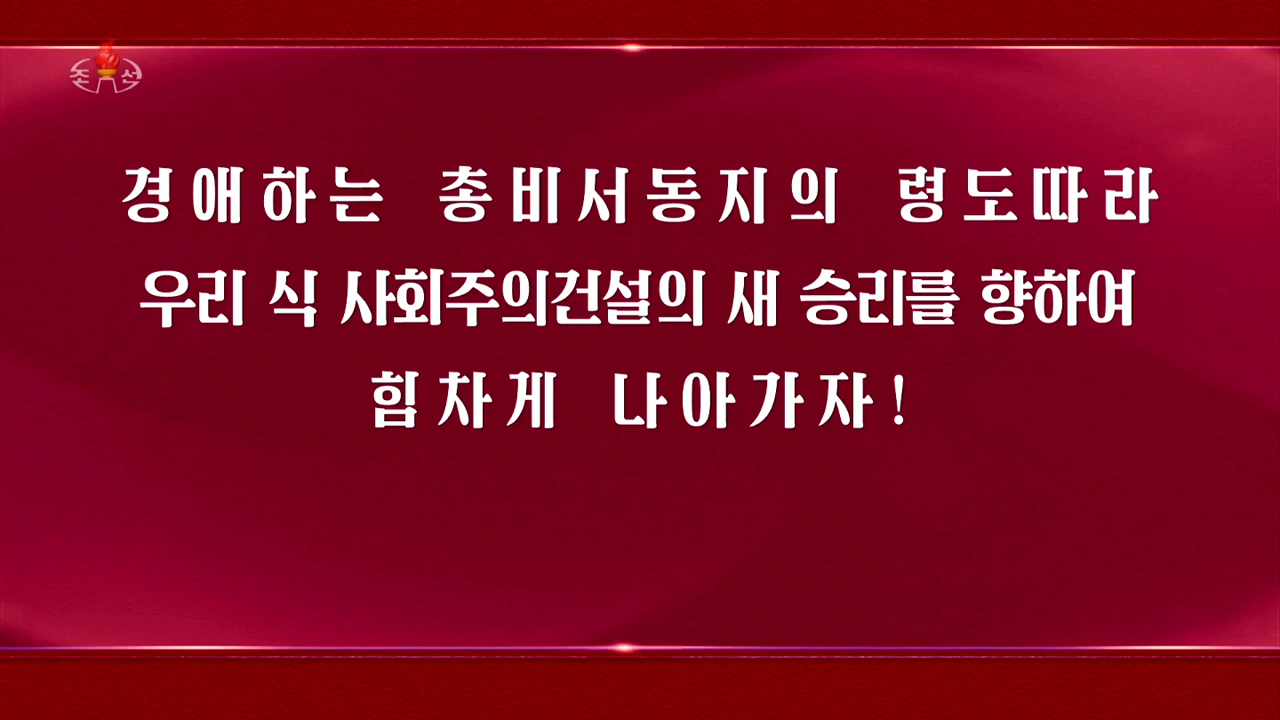 조선
경애하는 총비서동지의 령도따라
우리 식 사회주의건설의 새 승리를 향하여
힘차게 나아가자!